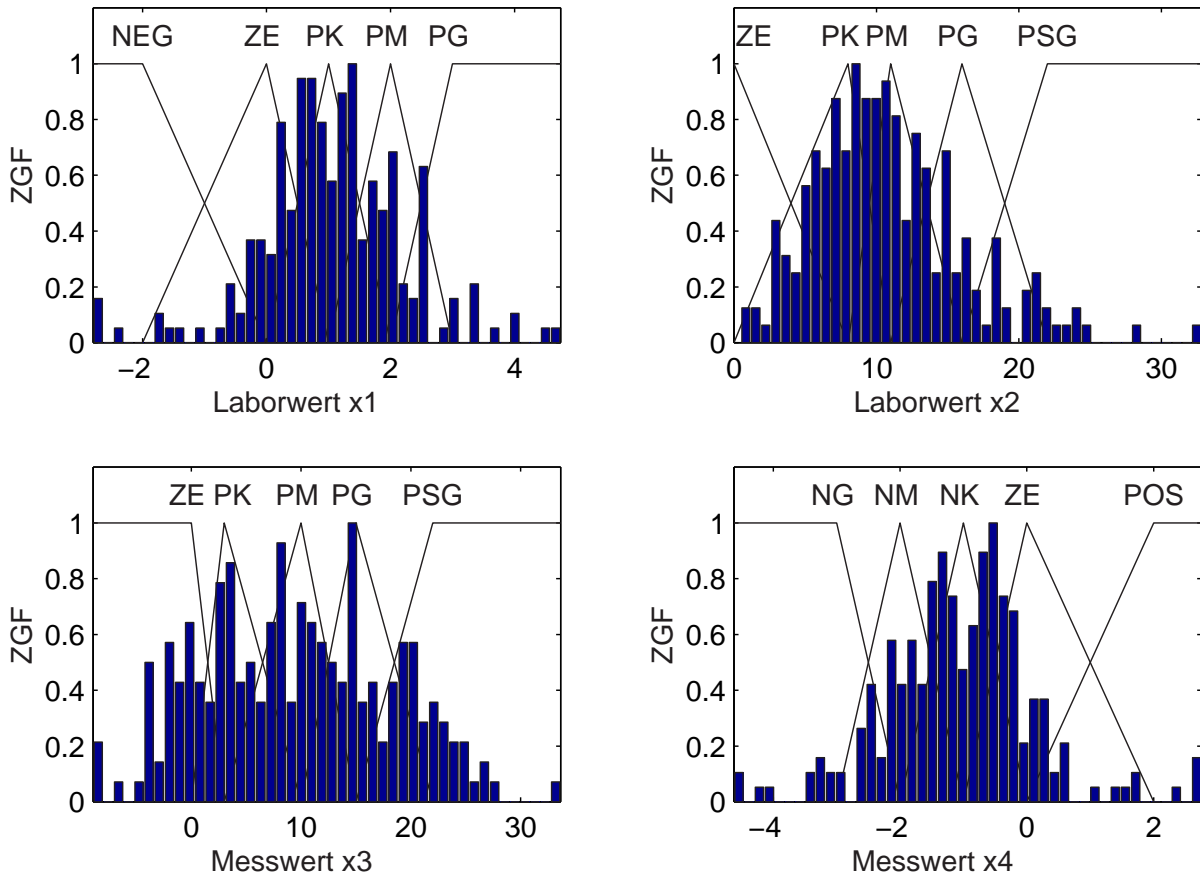 NEG ZE PK PM PG
1
0.8
0.6
0.4
0.2
0
ZGF
−2 0 2 4
Laborwert x1
ZE PK PM PG PSG
1
0.8
0.6
0.4
0.2
0
ZGF
0 10 20 30
Laborwert x2
ZE PK PM PG PSG
1
0.8
0.6
0.4
0.2
0
ZGF
0 10 20 30
Messwert x3
NG NM NK ZE POS
1
0.8
0.6
0.4
0.2
0
ZGF
−4 −2 0 2
Messwert x4